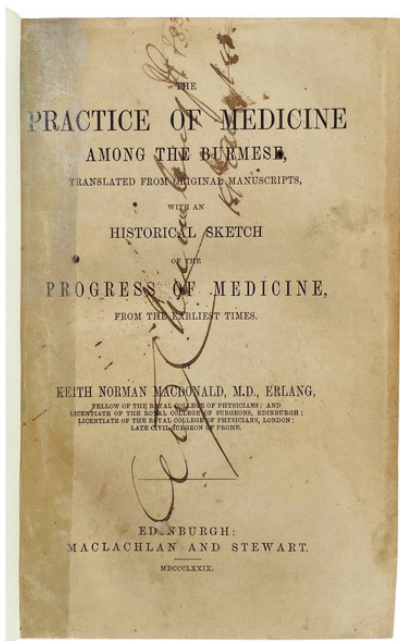 THE
PRACTICE OF MEDICINE
AMONG THE BURMESE,
TRANSLATED FROM ORIGINAL MANUSCRIPTS,
WITH AN
HISTORICAL SKETCH
OF THE
PROGRESS OF MEDICINE,
FROM THE EARLIEST TIMES.
BY
KEITH NORMAN MACDONALD, M.D., ERLANG,
FELLOW OF THE ROYAL COLLEGE OF PHYSICIANS; AND
LICENTIATE OF THE ROYAL COLLEGE OF SURGEONS, EDINBURGH;
LICENTIATE OF THE ROYAL COLLEGE OF PHYSICIANS, LONDON:
LATE CIVIL SURGEON OF PROME.
EDINBURGH:
MACLACHLAN AND STEWART.
MDCCCLXXIX.